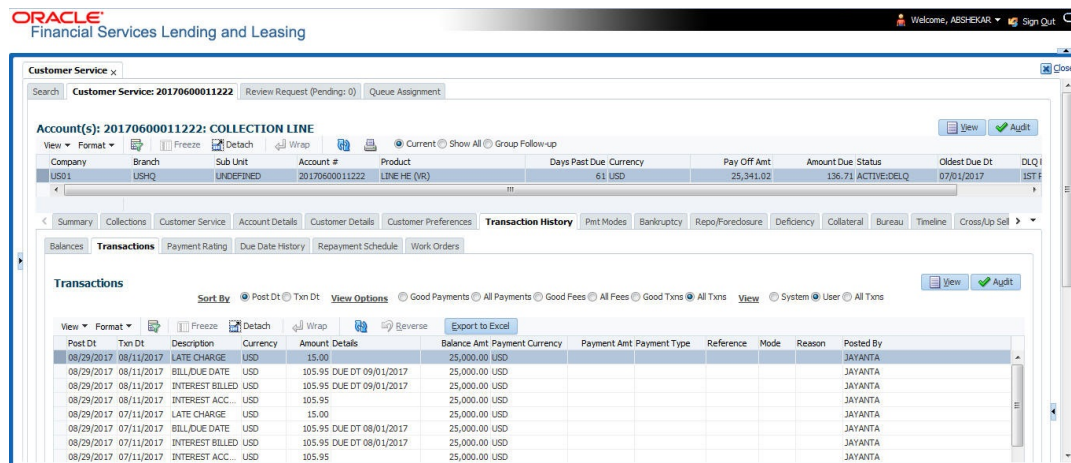 ORACLE®
Financial Services Lending and Leasing
Welcome, ABSHEKAR Sign Out
Customer Service x
Close
Search Customer Service: 20170600011222 Review Request (Pending: 0) Queue Assignment
Account(s): 20170600011222: COLLECTION LINE
View Audit
View Format Freeze Detach Wrap Current Show All Group Follow-up
Company Branch Sub Unit Account # Product Days Past Due Currency Pay Off Amt Amount Due Status Oldest Due Dt DLQ
US01 USHQ UNDEFINED 20170600011222 LINE HE (VR) 61 USD 25,341.02 136.71 ACTIVE:DELQ 07/01/2017 1ST
Summary Collections Customer Service Account Details Customer Details Customer Preferences Transaction History Pmt Modes Bankruptcy Repo/Foreclosure Deficiency Collateral Bureau Timeline Cross/Up Sell
Balances Transactions Payment Rating Due Date History Repayment Schedule Work Orders
Transactions
View Audit
Sort By Post Dt Txn Dt View Options Good Payments All Payments Good Fees All Fees Good Txns All Txns View System User All Txns
View Format Freeze Detach Wrap Reverse Export to Excel
Post Dt Txn Dt Description Currency Amount Details Balance Amt Payment Currency Payment Amt Payment Type Reference Mode Reason Posted By
08/29/2017 08/11/2017 LATE CHARGE USD 15.00 25,000.00 USD JAYANTA
08/29/2017 08/11/2017 BILL/DUE DATE USD 105.95 DUE DT 09/01/2017 25,000.00 USD JAYANTA
08/29/2017 08/11/2017 INTEREST BILLED USD 105.95 DUE DT 09/01/2017 25,000.00 USD JAYANTA
08/29/2017 08/11/2017 INTEREST ACC... USD 105.95 25,000.00 USD JAYANTA
08/29/2017 07/11/2017 LATE CHARGE USD 15.00 25,000.00 USD JAYANTA
08/29/2017 07/11/2017 BILL/DUE DATE USD 105.95 DUE DT 08/01/2017 25,000.00 USD JAYANTA
08/29/2017 07/11/2017 INTEREST BILLED USD 105.95 DUE DT 08/01/2017 25,000.00 USD JAYANTA
08/29/2017 07/11/2017 INTEREST ACC... USD 105.95 25,000.00 USD JAYANTA